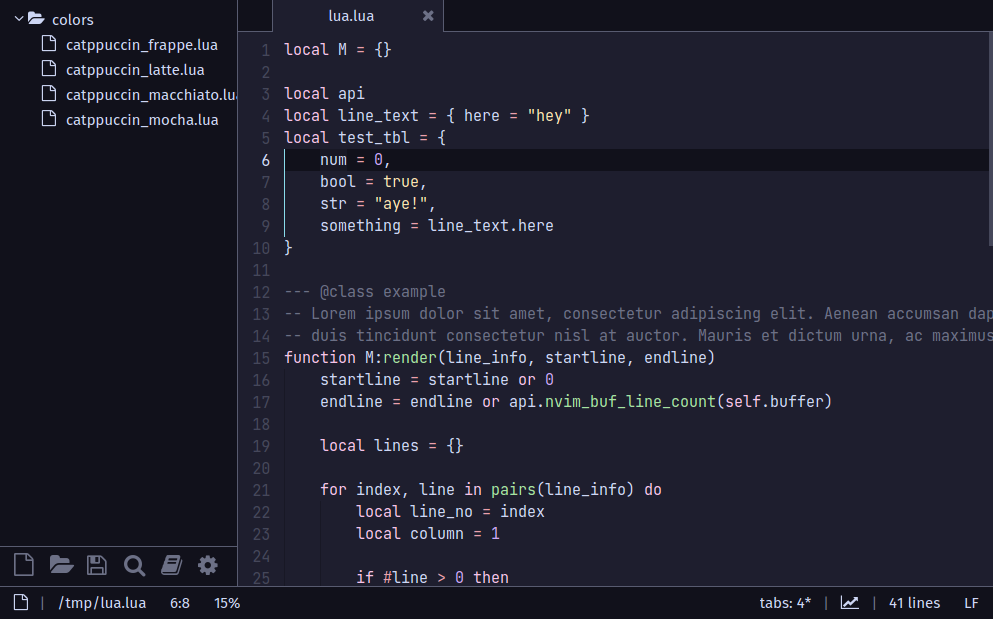 colors
catppuccin_frappe.lua
catppuccin_latte.lua
catppuccin_macchiato.lua
catppuccin_mocha.lua
lua.lua
1 local M = {}
2
3 local api
4 local line_text = { here = "hey" }
5 local test_tbl = {
6     num = 0,
7     bool = true,
8     str = "aye!",
9     something = line_text.here
10 }
11
12 --- @class example
13 -- Lorem ipsum dolor sit amet, consectetur adipiscing elit. Aenean accumsan dap
14 -- duis tincidunt consectetur nisl at auctor. Mauris et dictum urna, ac maximus
15 function M:render(line_info, startline, endline)
16     startline = startline or 0
17     endline = endline or api.nvim_buf_line_count(self.buffer)
18
19     local lines = {}
20
21     for index, line in pairs(line_info) do
22         local line_no = index
23         local column = 1
24
25         if #line > 0 then
/tmp/lua.lua 6:8 15% tabs: 4* 41 lines LF